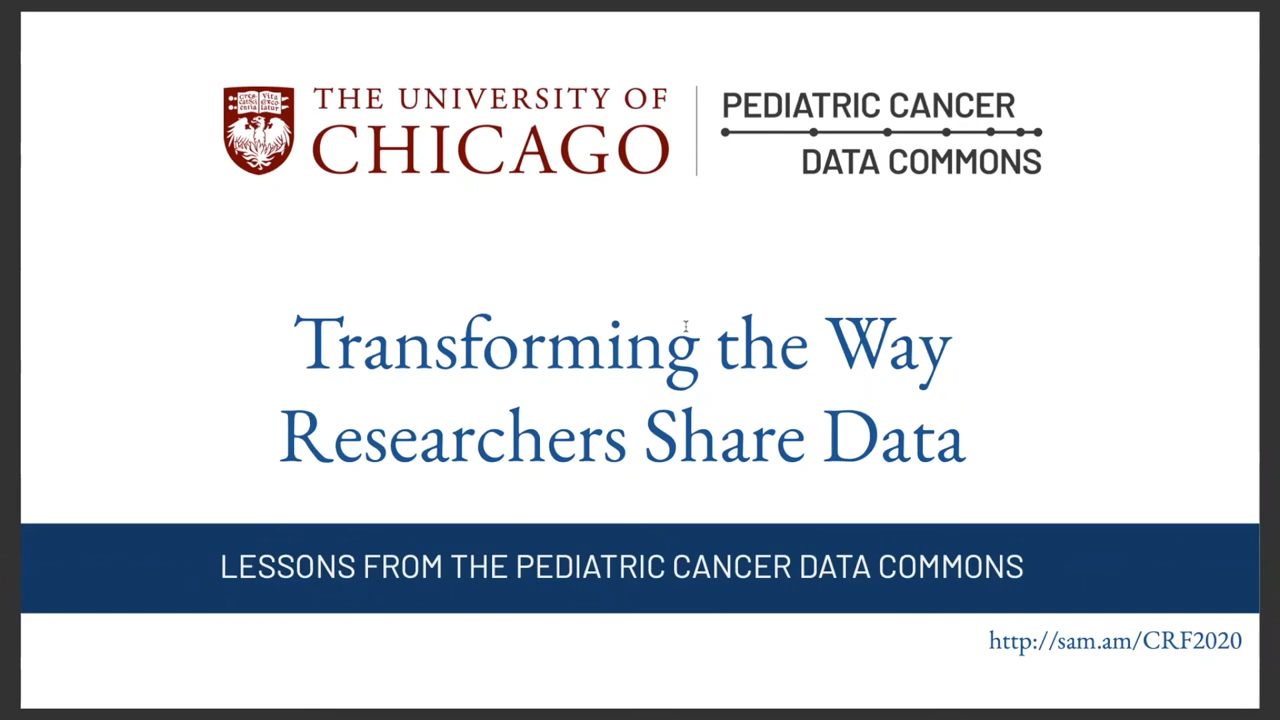 THE UNIVERSITY OF
CHICAGO
PEDIATRIC CANCER
DATA COMMONS
Transforming the Way
Researchers Share Data
LESSONS FROM THE PEDIATRIC CANCER DATA COMMONS
http://sam.am/CRF2020